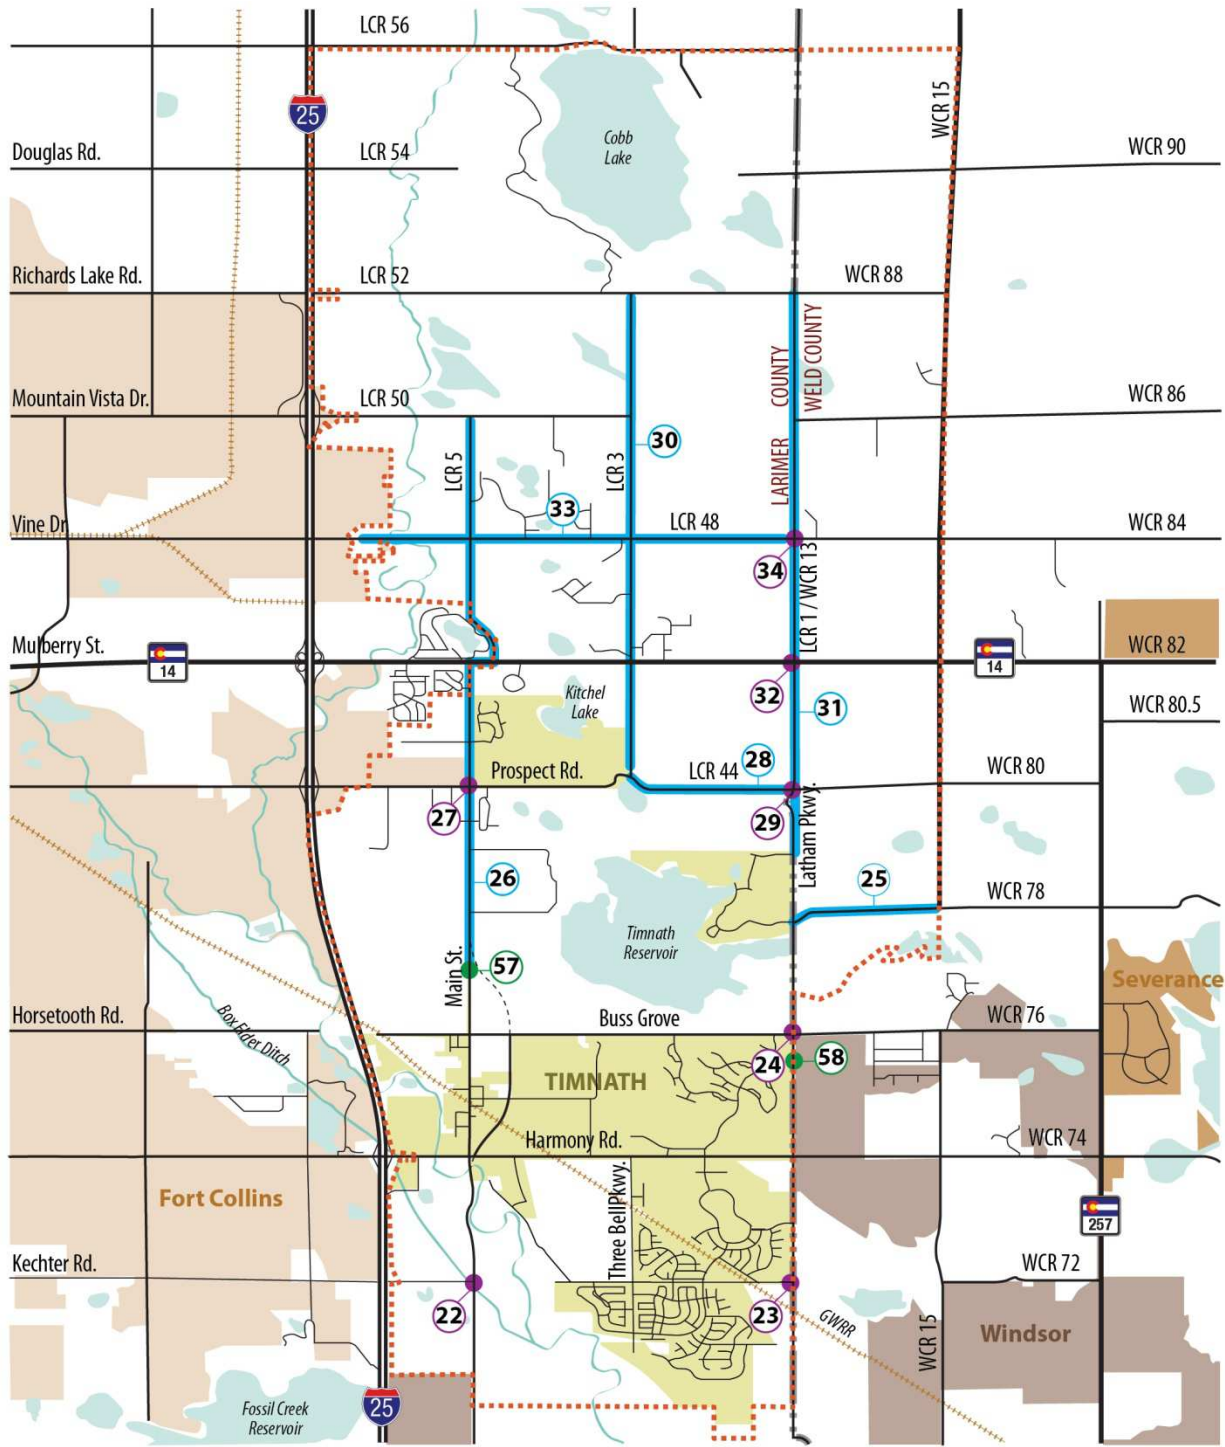 LCR 56
25
WCR 15
Cobb
Lake
Douglas Rd.
LCR 54
WCR 90
Richards Lake Rd.
LCR 52
WCR 88
LARIMER COUNTY
WELD COUNTY
Mountain Vista Dr.
LCR 50
WCR 86
LCR 5
LCR 3
30
33
Vine Dr
LCR 48
WCR 84
34
LCR 1 / WCR 13
Mulberry St.
14
14
WCR 82
32
Kitchel
Lake
31
WCR 80.5
Prospect Rd.
LCR 44
28
WCR 80
27
29
Latham Pkwy.
26
25
WCR 78
Timnath
Reservoir
Main St.
57
Severance
Horsetooth Rd.
Box Elder Ditch
Buss Grove
WCR 76
24
58
TIMNATH
Harmony Rd.
WCR 74
Fort Collins
Three BellPkwy.
257
Kechter Rd.
WCR 72
22
23
GWRR
WCR 15
Windsor
25
Fossil Creek
Reservoir